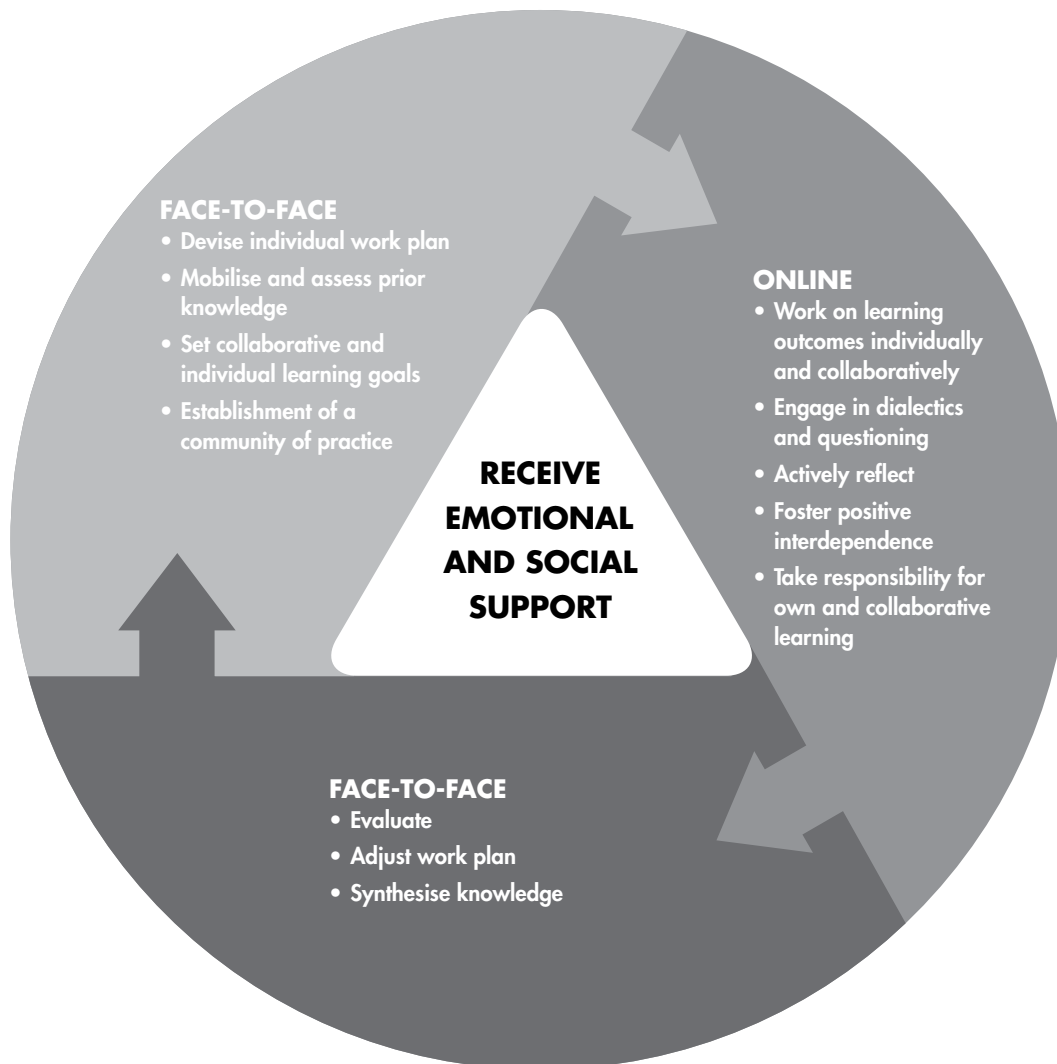 FACE-TO-FACE
• Devise individual work plan
• Mobilise and assess prior
knowledge
• Set collaborative and
individual learning goals
• Establishment of a
community of practice
ONLINE
• Work on learning
outcomes individually
and collaboratively
• Engage in dialectics
and questioning
• Actively reflect
• Foster positive
interdependence
• Take responsibility for
own and collaborative
learning
RECEIVE
EMOTIONAL
AND SOCIAL
SUPPORT
FACE-TO-FACE
• Evaluate
• Adjust work plan
• Synthesise knowledge